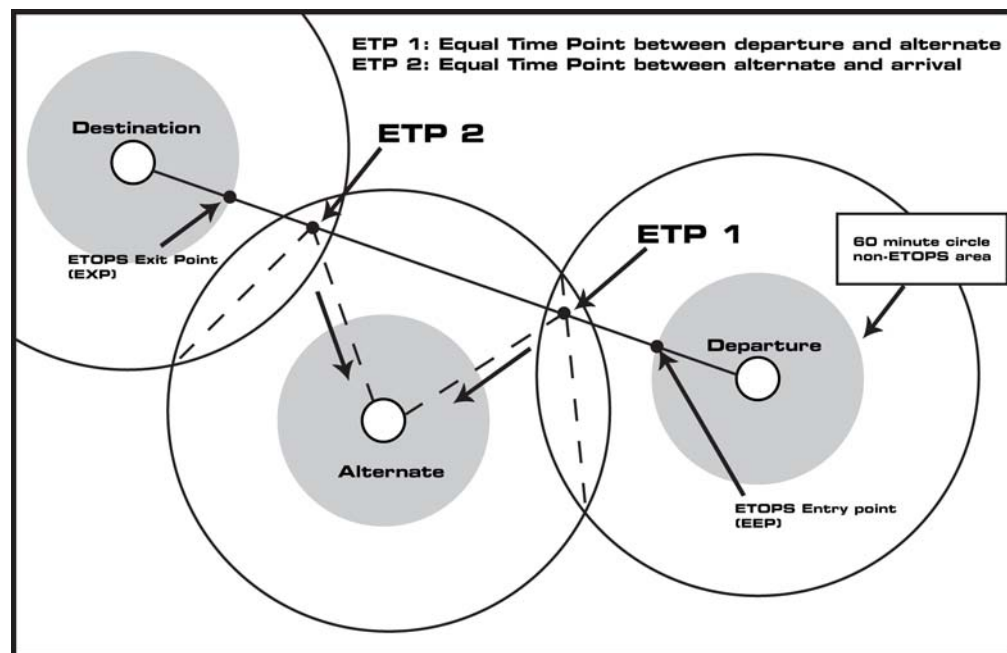 ETP 1: Equal Time Point between departure and alternate
ETP 2: Equal Time Point between alternate and arrival
Destination
ETP 2
ETOPS Exit Point
(EXP)
ETP 1
60 minute circle
non-ETOPS area
Departure
Alternate
ETOPS Entry point
(EEP)